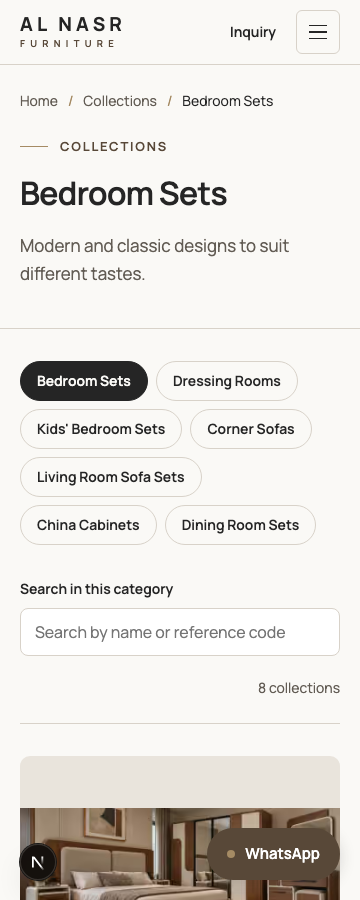 AL NASR
FURNITURE
Inquiry
Home / Collections / Bedroom Sets
COLLECTIONS
Bedroom Sets
Modern and classic designs to suit
different tastes.
Bedroom Sets
Dressing Rooms
Kids' Bedroom Sets
Corner Sofas
Living Room Sofa Sets
China Cabinets
Dining Room Sets
Search in this category
Search by name or reference code
8 collections
N
WhatsApp